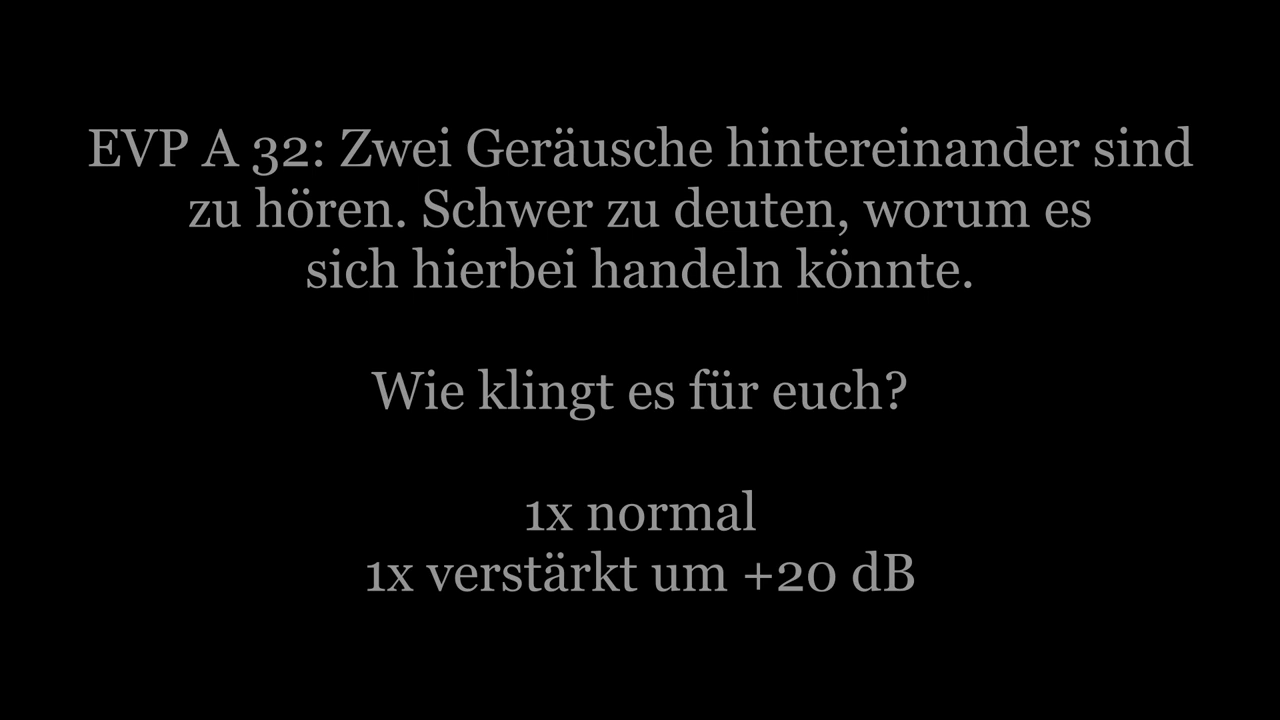 EVP A 32: Zwei Geräusche hintereinander sind
zu hören. Schwer zu deuten, worum es
sich hierbei handeln könnte.
Wie klingt es für euch?
1x normal
1x verstärkt um +20 dB